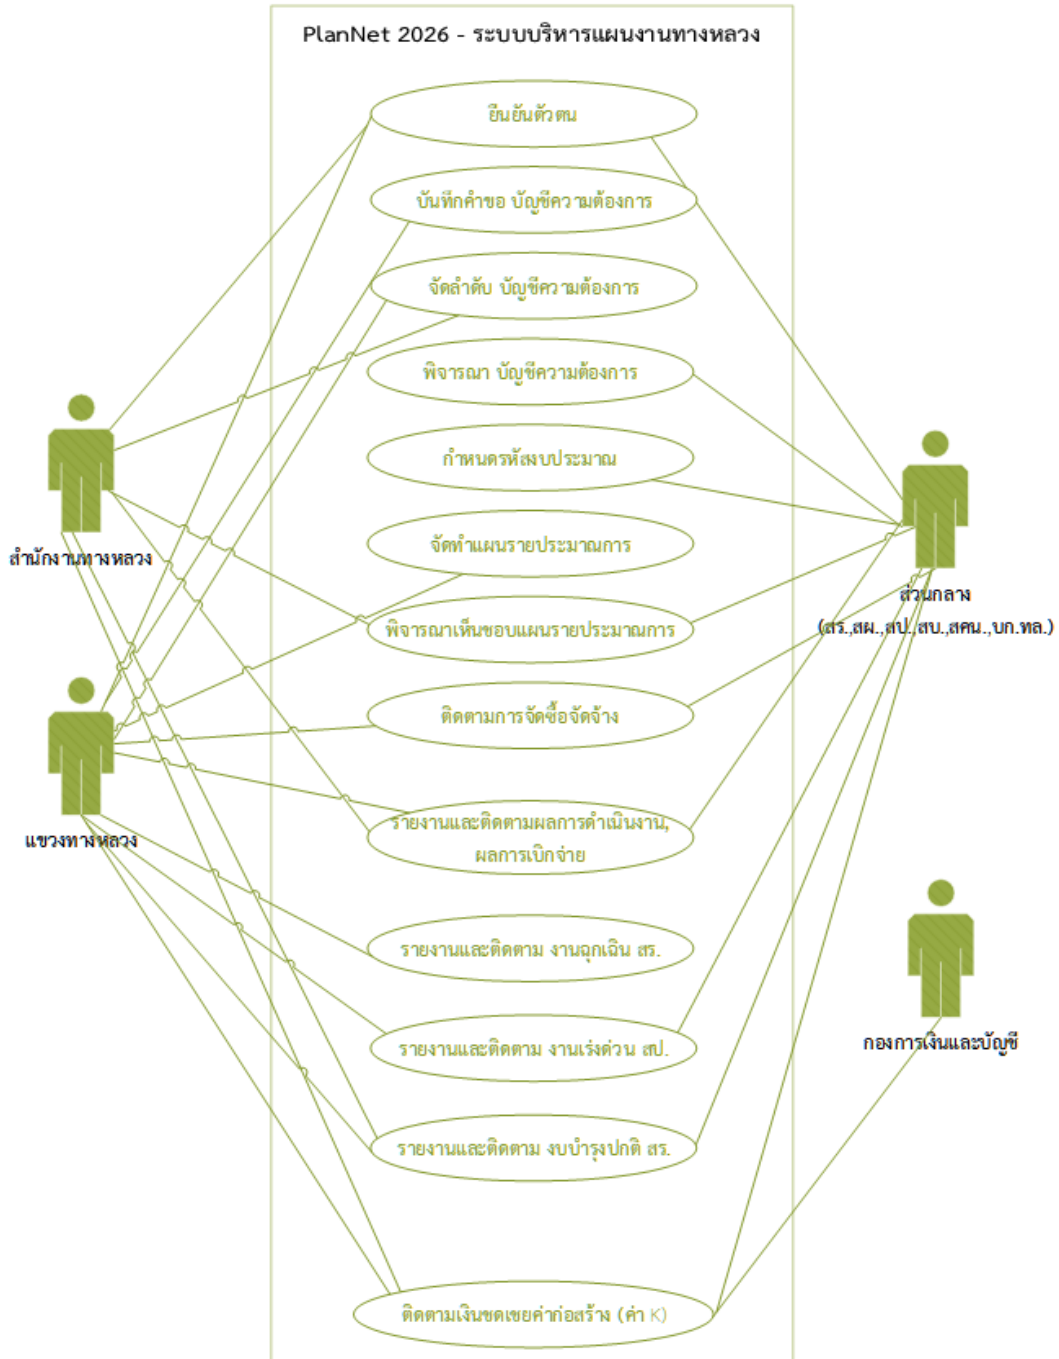 PlanNet 2026 - ระบบบริหารแผนงานทางหลวง
ยืนยันตัวตน
บันทึกคำขอ บัญชีความต้องการ
จัดลำดับ บัญชีความต้องการ
พิจารณา บัญชีความต้องการ
กำหนดรหัสงบประมาณ
จัดทำแผนรายประมาณการ
พิจารณาเห็นชอบแผนรายประมาณการ
ติดตามการจัดซื้อจัดจ้าง
รายงานและติดตามผลการดำเนินงาน,
ผลการเบิกจ่าย
รายงานและติดตาม งานฉุกเฉิน สร.
รายงานและติดตาม งานเร่งด่วน สป.
รายงานและติดตาม งบบำรุงปกติ สร.
ติดตามเงินชดเชยค่าก่อสร้าง (ค่า K)
สำนักงานทางหลวง
แขวงทางหลวง
ส่วนกลาง
(สร.,สผ.,สป.,สบ.,สคน.,บก.ทล.)
กองการเงินและบัญชี